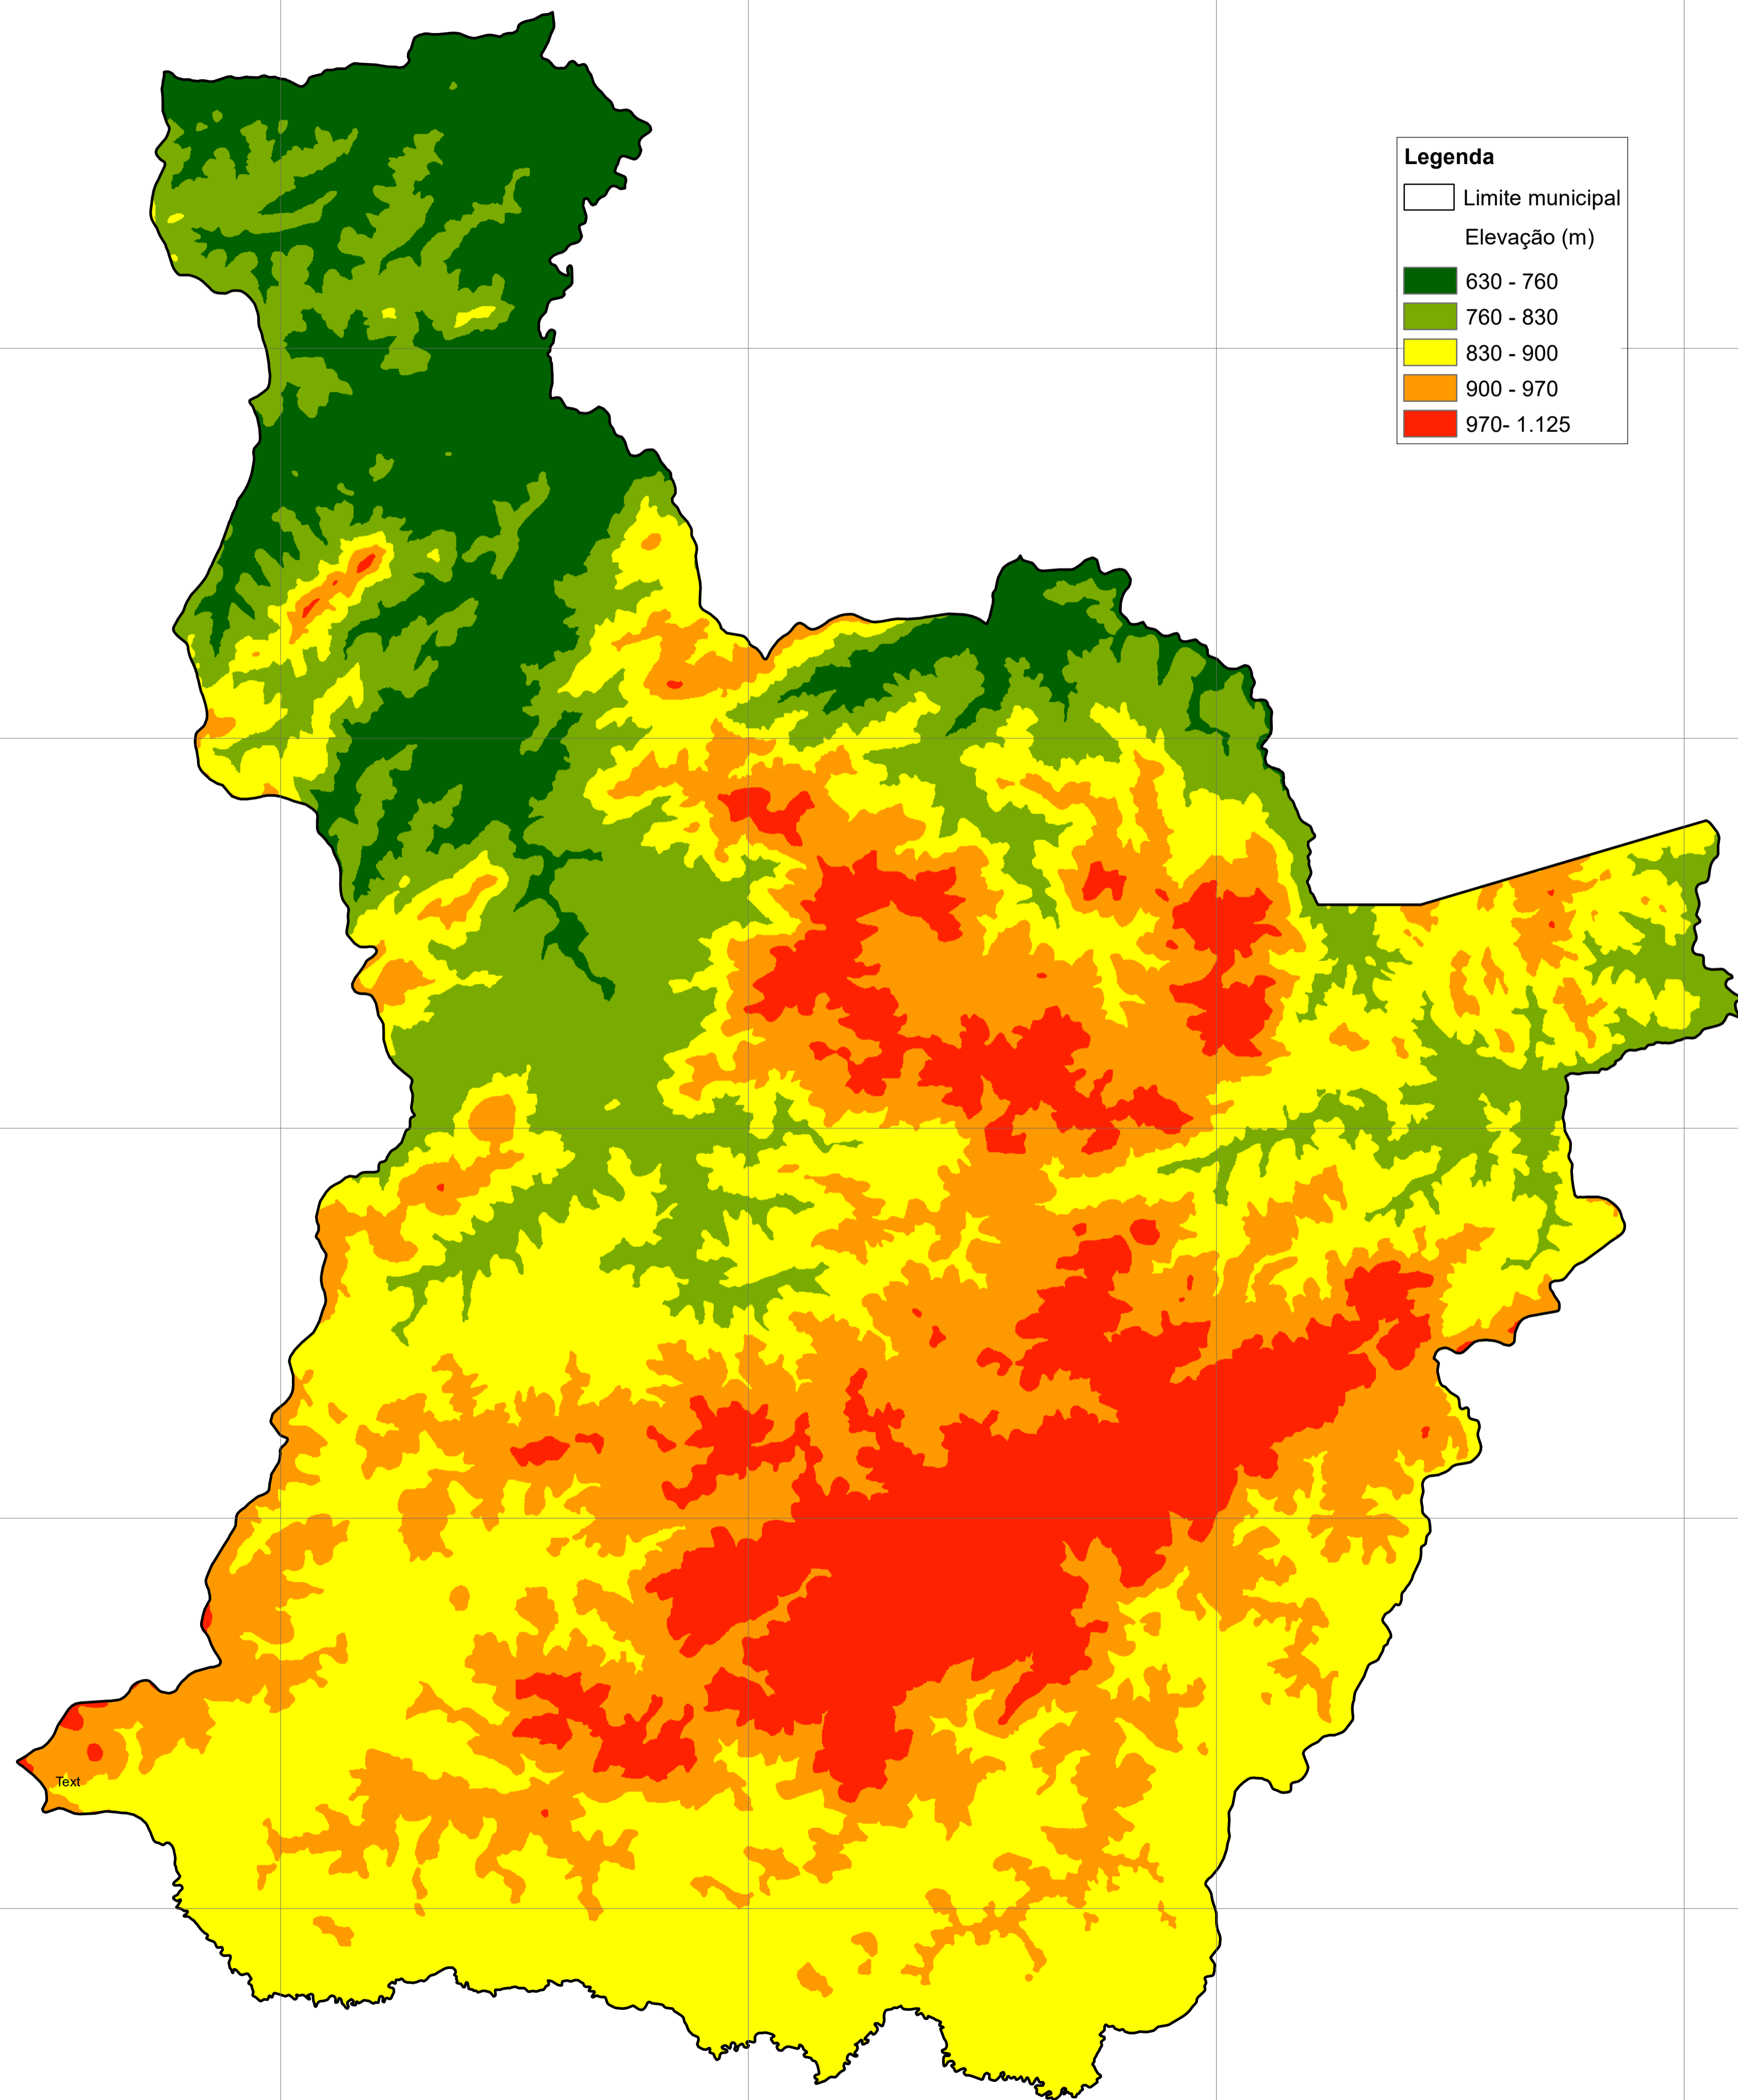 Legenda
Limite municipal
Elevação (m)
630 - 760
760 - 830
830 - 900
900 - 970
970- 1.125
Text